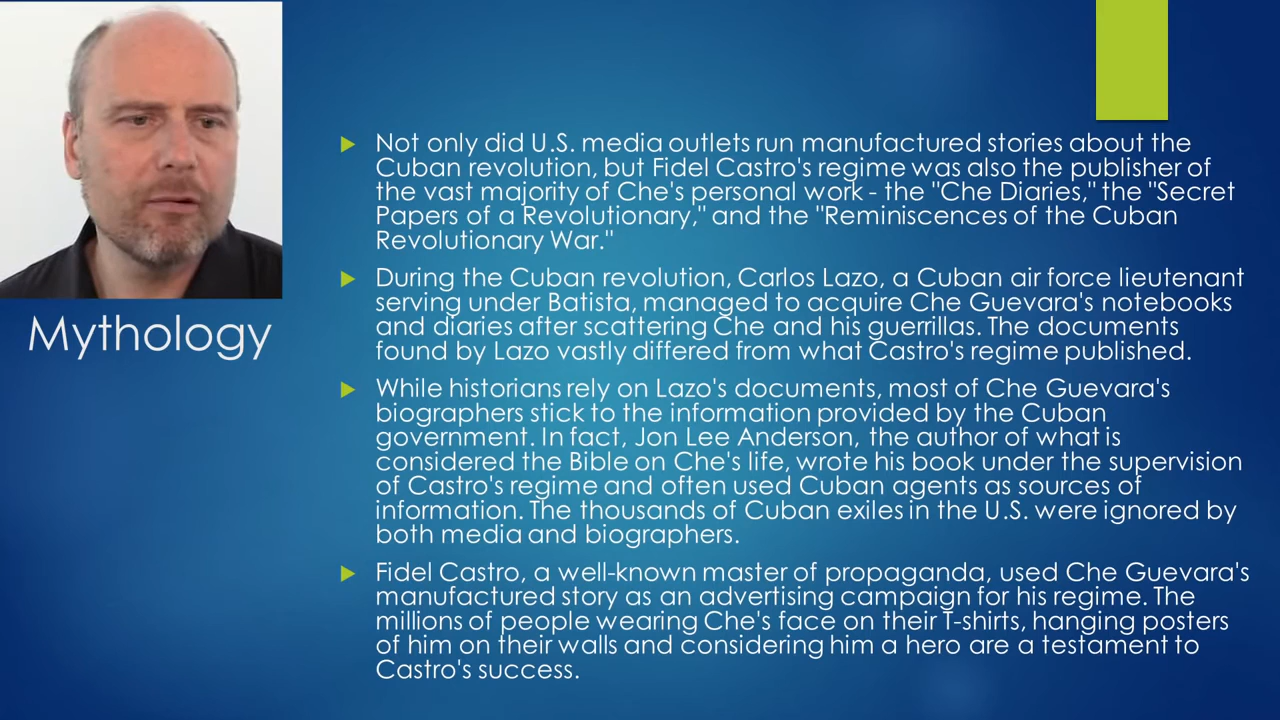 Mythology
Not only did U.S. media outlets run manufactured stories about the
Cuban revolution, but Fidel Castro's regime was also the publisher of
the vast majority of Che's personal work - the "Che Diaries," the "Secret
Papers of a Revolutionary," and the "Reminiscences of the Cuban
Revolutionary War."
During the Cuban revolution, Carlos Lazo, a Cuban air force lieutenant
serving under Batista, managed to acquire Che Guevara's notebooks
and diaries after scattering Che and his guerrillas. The documents
found by Lazo vastly differed from what Castro's regime published.
While historians rely on Lazo's documents, most of Che Guevara's
biographers stick to the information provided by the Cuban
government. In fact, Jon Lee Anderson, the author of what is
considered the Bible on Che's life, wrote his book under the supervision
of Castro's regime and often used Cuban agents as sources of
information. The thousands of Cuban exiles in the U.S. were ignored by
both media and biographers.
Fidel Castro, a well-known master of propaganda, used Che Guevara's
manufactured story as an advertising campaign for his regime. The
millions of people wearing Che's face on their T-shirts, hanging posters
of him on their walls and considering him a hero are a testament to
Castro's success.